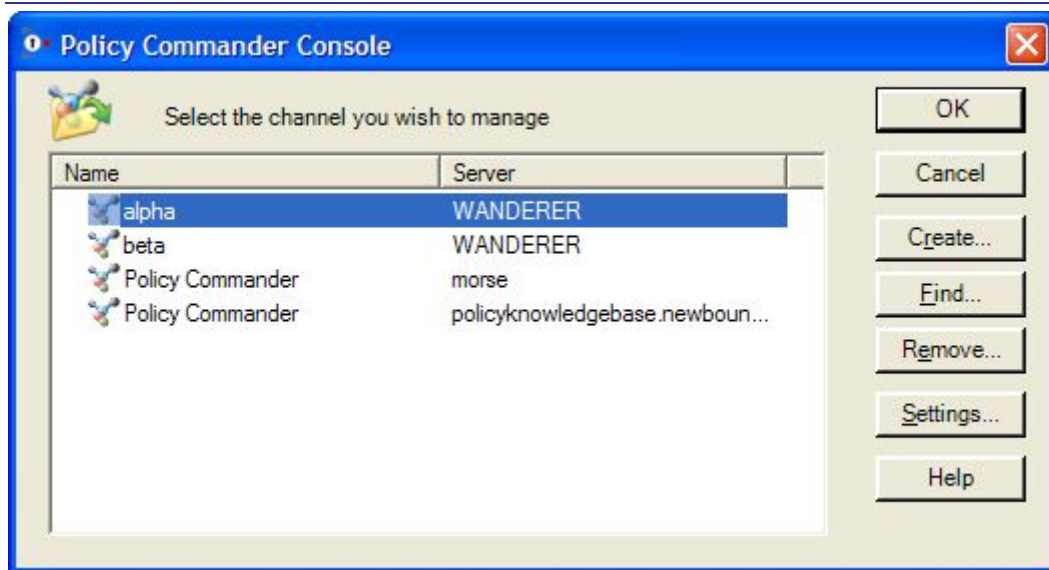 Policy Commander Console
Select the channel you wish to manage
Name Server
alpha WANDERER
beta WANDERER
Policy Commander morse
Policy Commander policyknowledgebase.newboun...
OK
Cancel
Create...
Find...
Remove...
Settings...
Help